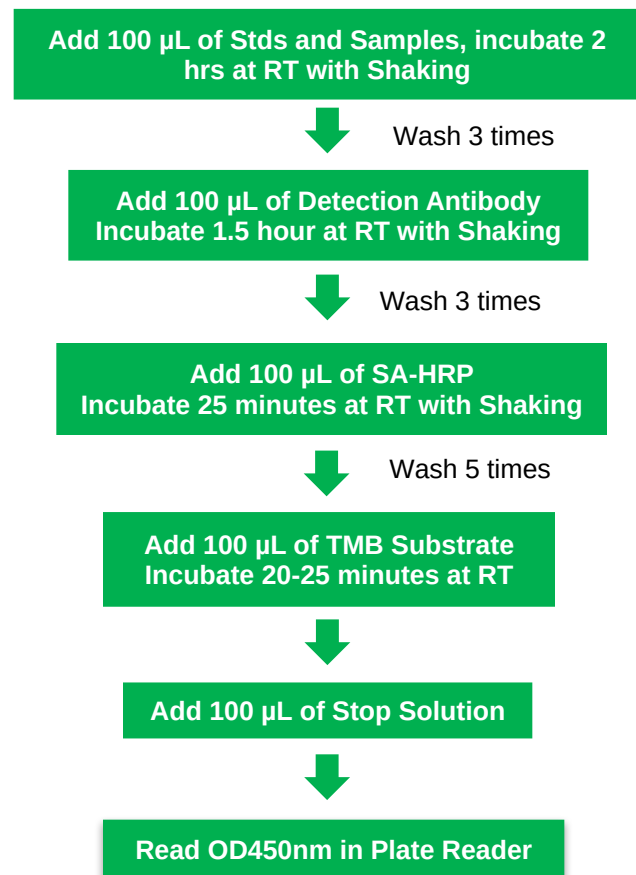 Add 100 µL of Stds and Samples, incubate 2
hrs at RT with Shaking
Wash 3 times
Add 100 µL of Detection Antibody
Incubate 1.5 hour at RT with Shaking
Wash 3 times
Add 100 µL of SA-HRP
Incubate 25 minutes at RT with Shaking
Wash 5 times
Add 100 µL of TMB Substrate
Incubate 20-25 minutes at RT
Add 100 µL of Stop Solution
Read OD450nm in Plate Reader